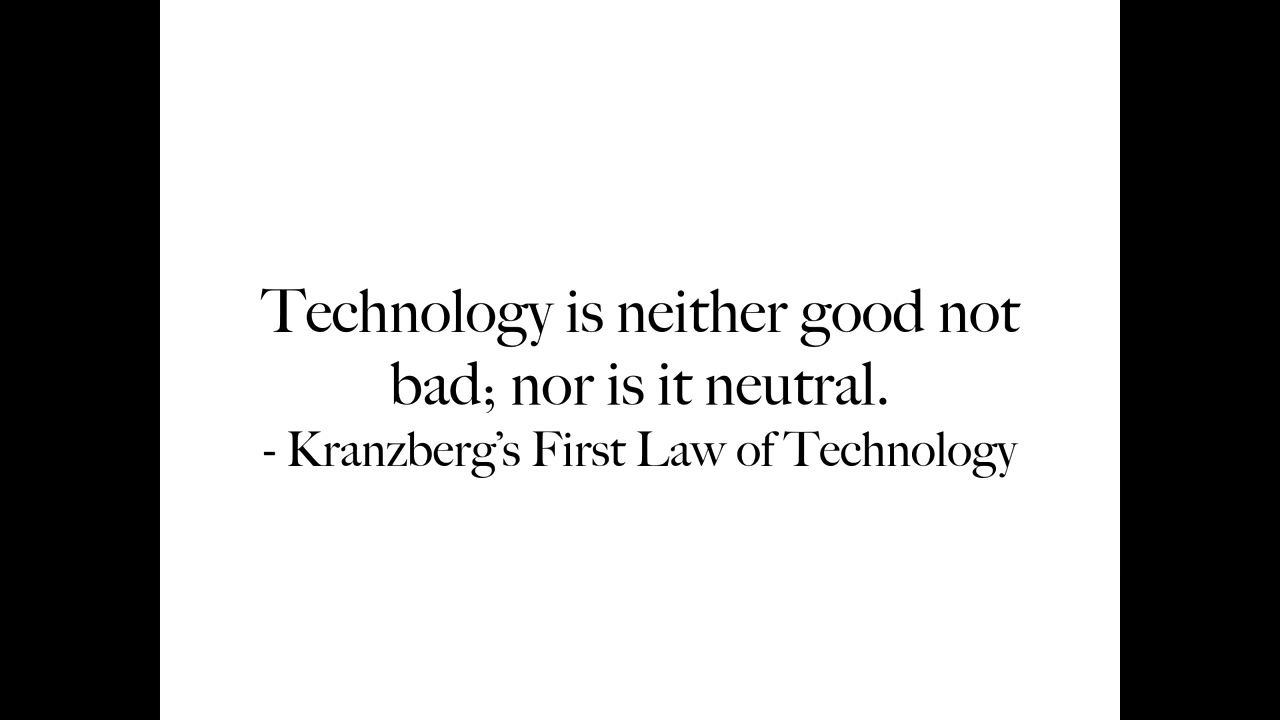 Technology is neither good not
bad; nor is it neutral.
- Kranzberg’s First Law of Technology